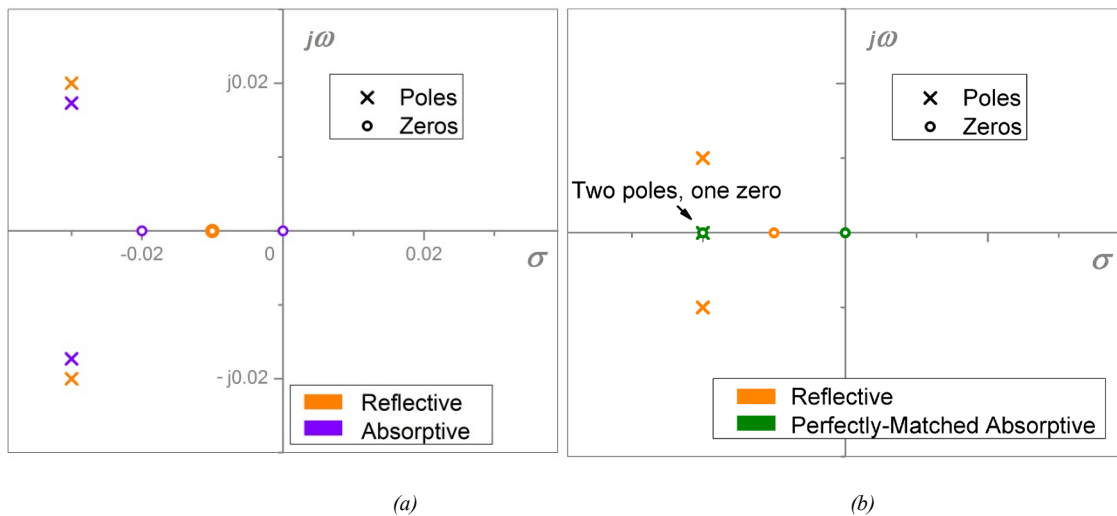 jω
j0.02
Poles
Zeros
-0.02
0
0.02
σ
-j0.02
Reflective
Absorptive
(a)
jω
Poles
Zeros
Two poles, one zero
σ
Reflective
Perfectly-Matched Absorptive
(b)